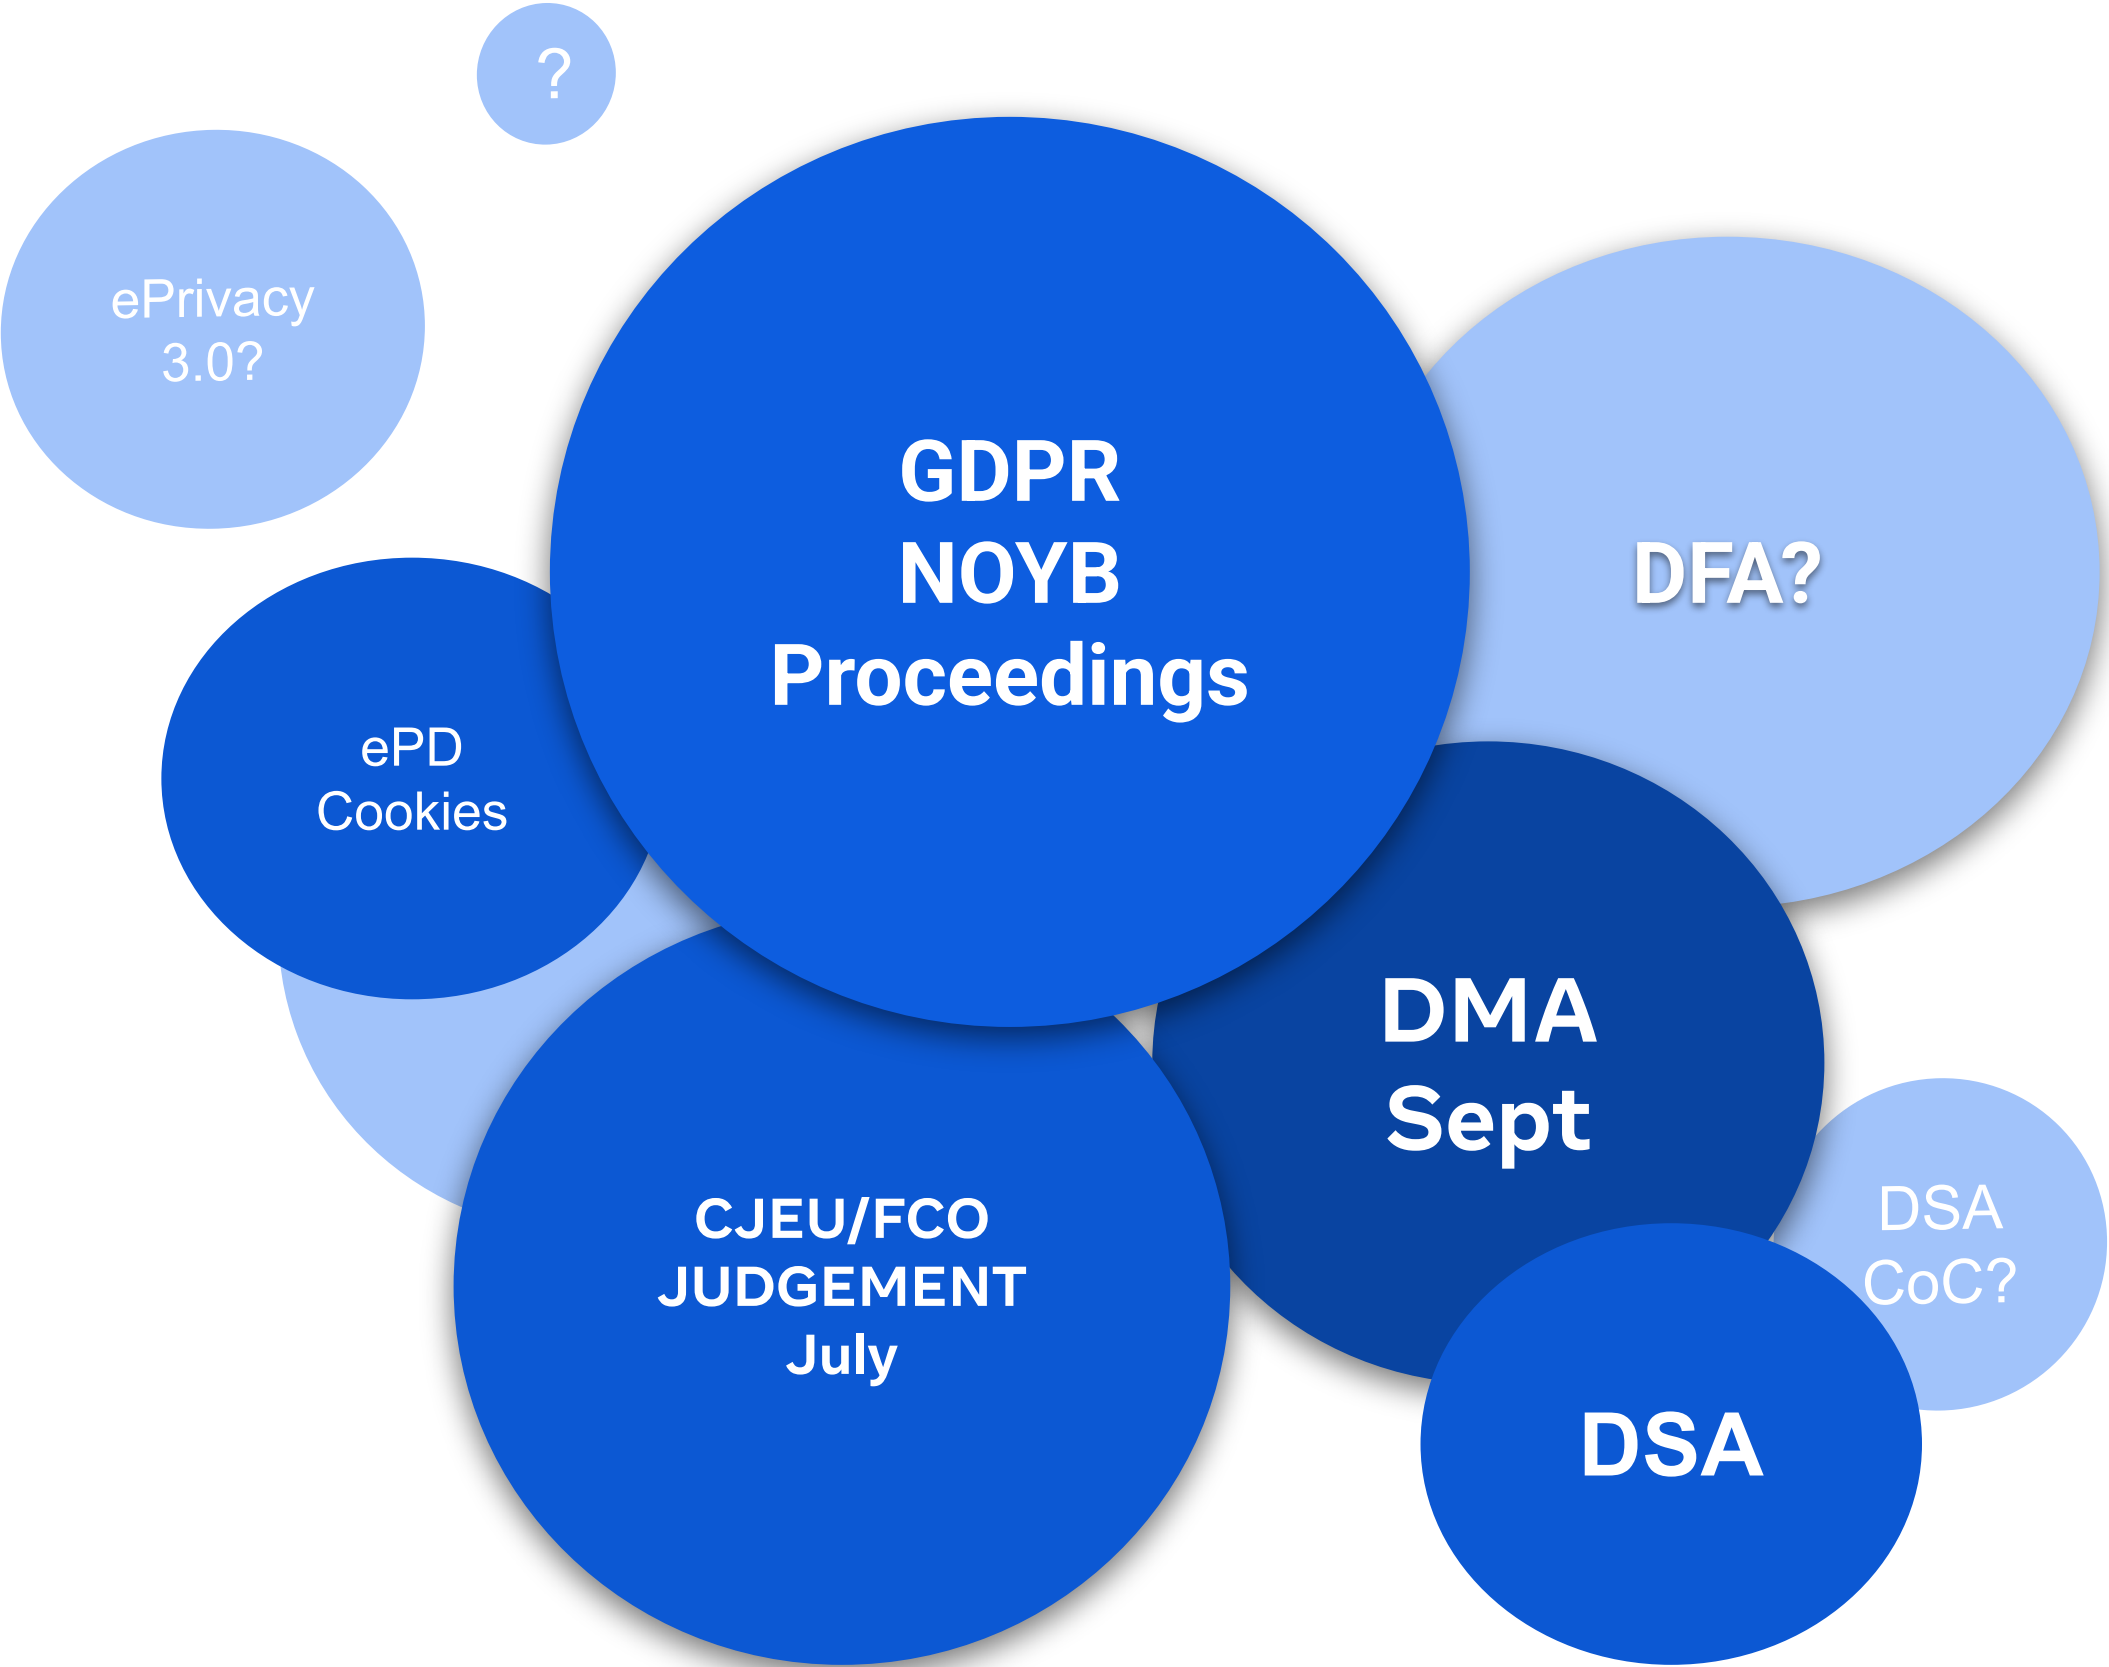 ?
ePrivacy
3.0?
GDPR
NOYB
Proceedings
DFA?
ePD
Cookies
DMA
Sept
CJEU/FCO
JUDGEMENT
July
DSA
CoC?
DSA